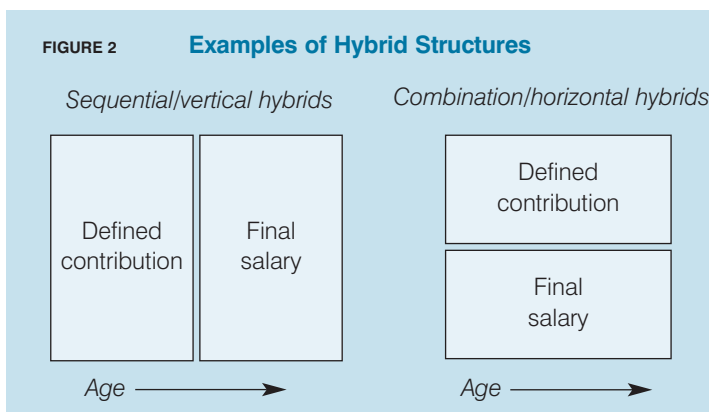 FIGURE 2 Examples of Hybrid Structures
Sequential/vertical hybrids
Defined
contribution
Final
salary
Age
Combination/horizontal hybrids
Defined
contribution
Final
salary
Age